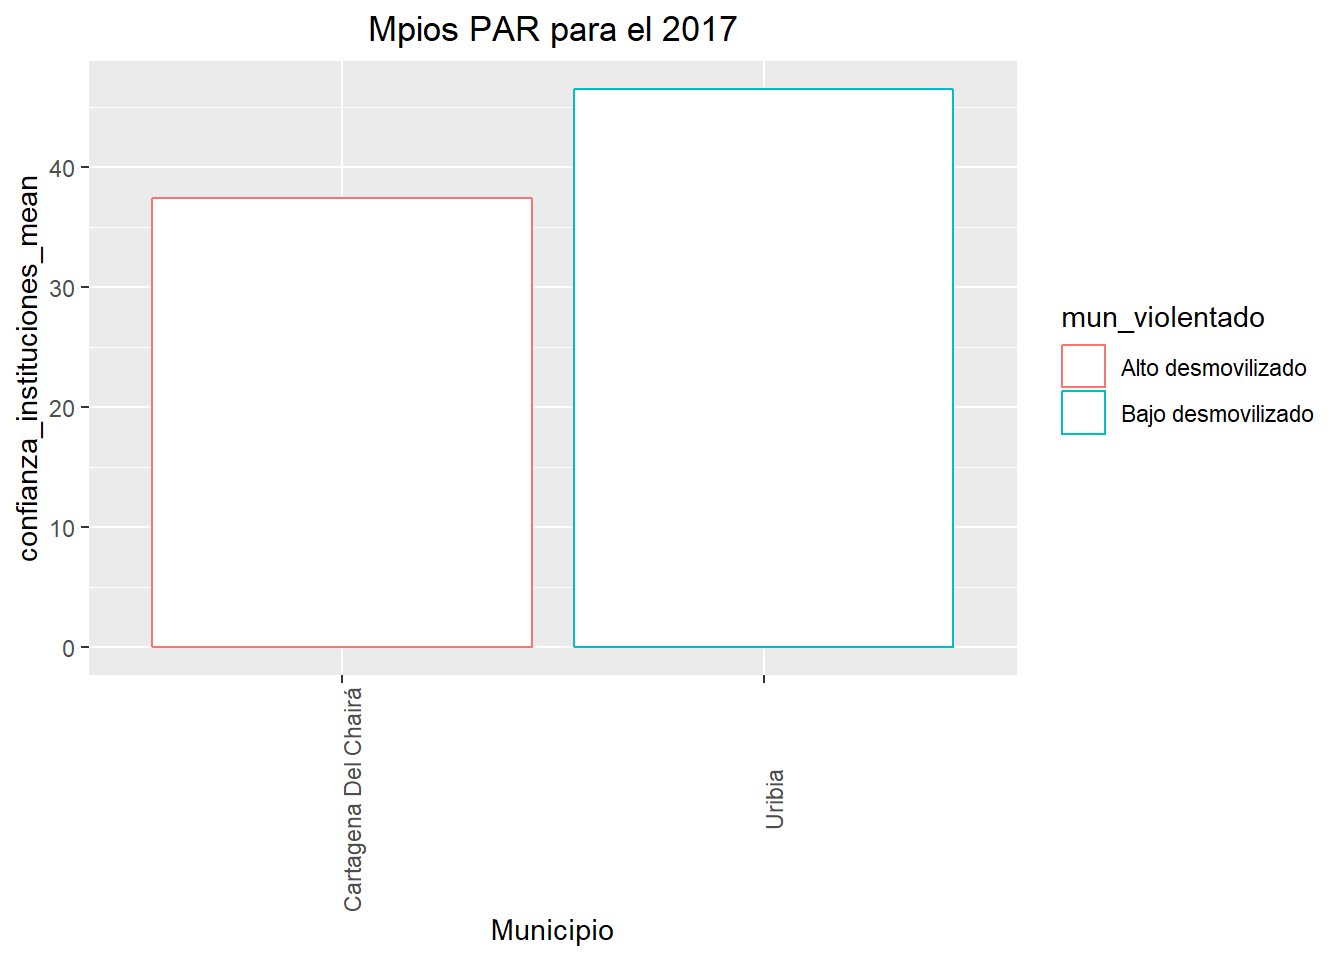 Mpios PAR para el 2017
confianza_instituciones_mean
40
30
20
10
0
Cartagena Del Chairá
Uribia
Municipio
mun_violentado
Alto desmovilizado
Bajo desmovilizado